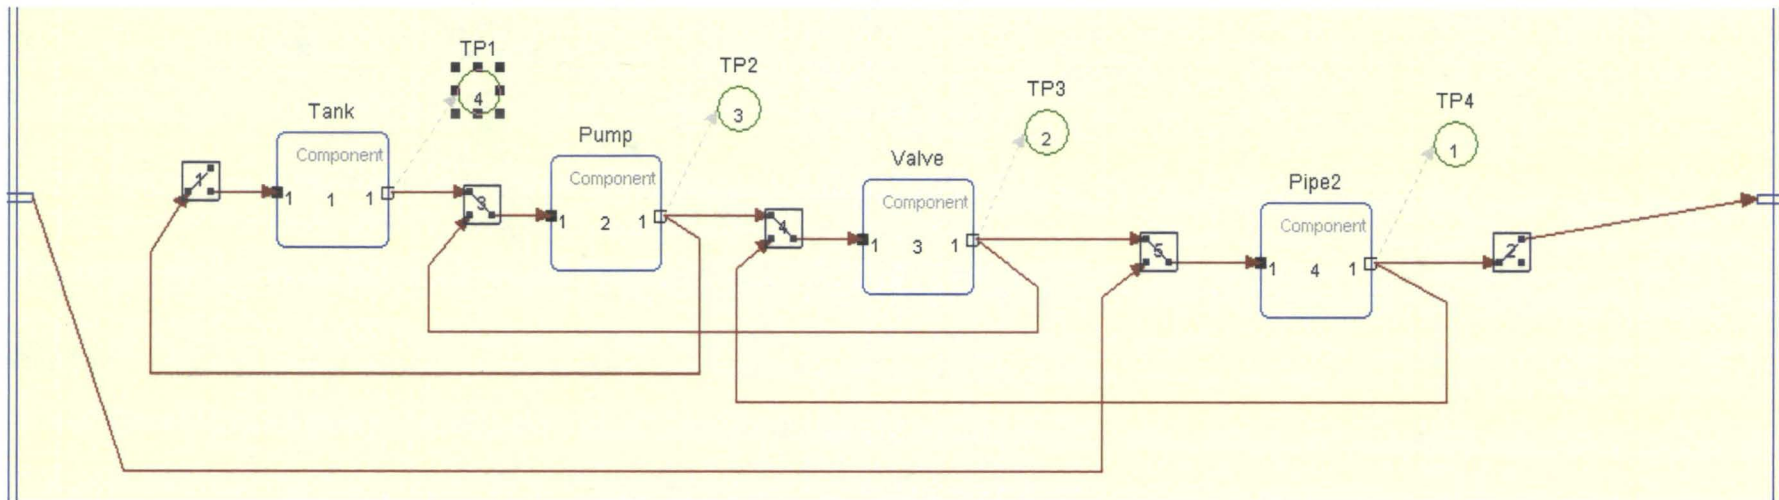 TP1
4
TP2
3
TP3
2
TP4
1
Tank
Component
1 1 1
Pump
Component
1 2 1
Valve
Component
1 3 1
Pipe2
Component
1 4 1
1
3
4
5
2